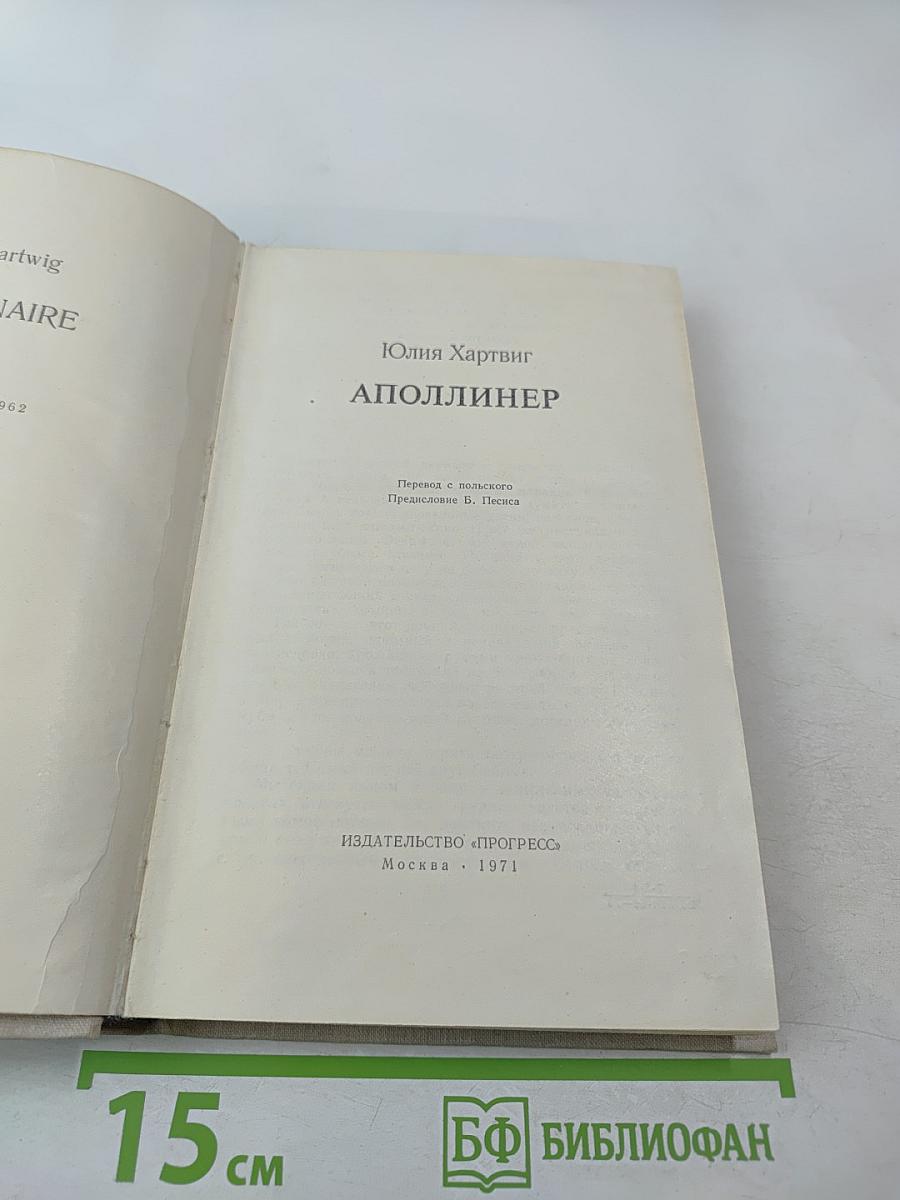 artwig
NAIRE
962
Юлия Хартвиг
АПОЛЛИНЕР
Перевод с польского
Предисловие Б. Песиса
ИЗДАТЕЛЬСТВО «ПРОГРЕСС»
Москва · 1971
15 см
БФ БИБЛИОФАН